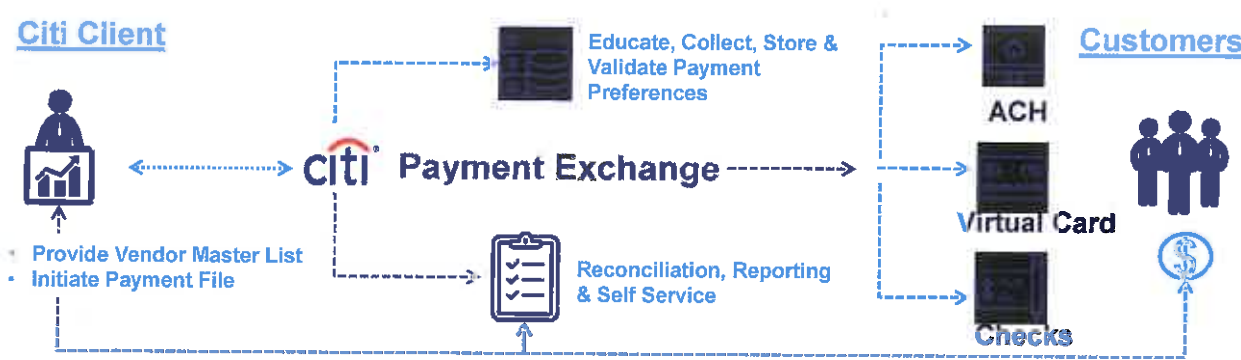 Citi Client
Educate, Collect, Store &
Validate Payment
Preferences
Customers
ACH
citi® Payment Exchange
Virtual Card
• Provide Vendor Master List
• Initiate Payment File
Reconciliation, Reporting
& Self Service
$
Checks